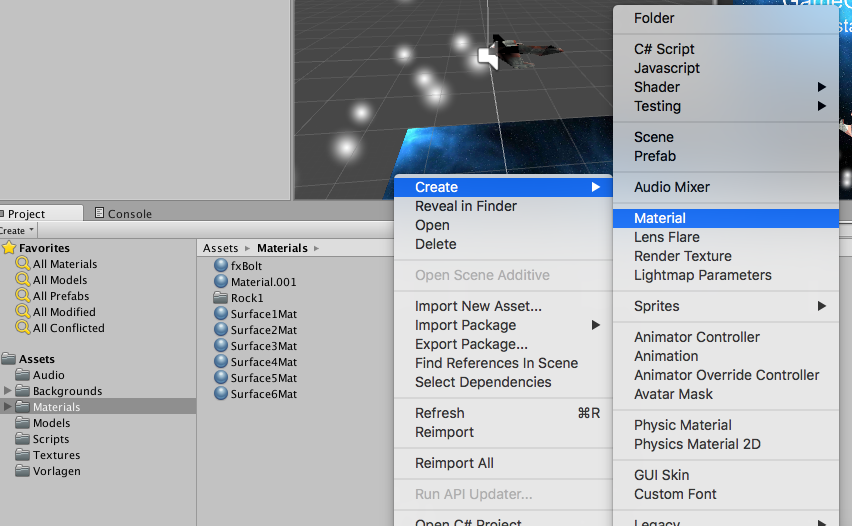 GameO
sta
Folder
C# Script
Javascript
Shader
Testing
Scene
Prefab
Audio Mixer
Material
Lens Flare
Render Texture
Lightmap Parameters
Sprites
Animator Controller
Animation
Animator Override Controller
Avatar Mask
Physic Material
Physics Material 2D
GUI Skin
Custom Font
Legacy
Create
Reveal in Finder
Open
Delete
Open Scene Additive
Import New Asset...
Import Package
Export Package...
Find References In Scene
Select Dependencies
Refresh ⌘R
Reimport
Reimport All
Run API Updater...
Open C# Project
Project Console
Create
Favorites
All Materials
All Models
All Prefabs
All Modified
All Conflicted
Assets
Audio
Backgrounds
Materials
Models
Scripts
Textures
Vorlagen
Assets ▸ Materials ▸
fxBolt
Material.001
Rock1
Surface1Mat
Surface2Mat
Surface3Mat
Surface4Mat
Surface5Mat
Surface6Mat